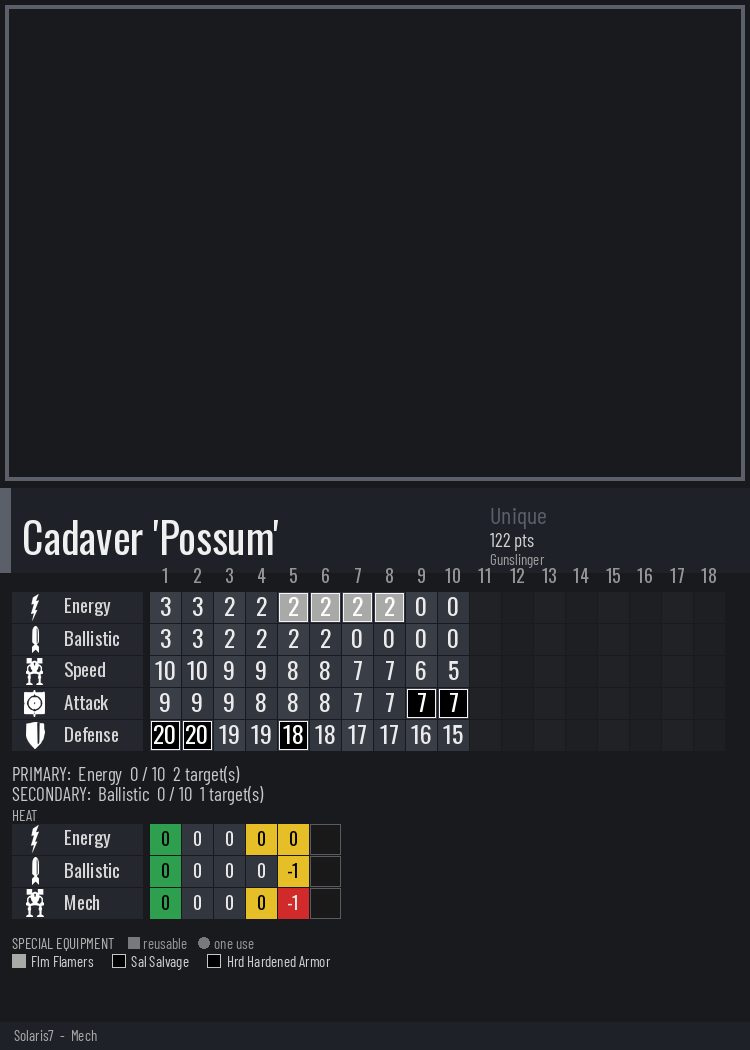 Cadaver 'Possum'
Unique
122 pts
Gunslinger
1 2 3 4 5 6 7 8 9 10 11 12 13 14 15 16 17 18
Energy 3 3 2 2 2 2 2 2 0 0
Ballistic 3 3 2 2 2 2 0 0 0 0
Speed 10 10 9 9 8 8 7 7 6 5
Attack 9 9 9 8 8 8 7 7 7 7
Defense 20 20 19 19 18 18 17 17 16 15
PRIMARY: Energy 0 / 10 2 target(s)
SECONDARY: Ballistic 0 / 10 1 target(s)
HEAT
Energy 0 0 0 0 0
Ballistic 0 0 0 0 -1
Mech 0 0 0 0 -1
SPECIAL EQUIPMENT reusable one use
Flm Flamers Sal Salvage Hrd Hardened Armor
Solaris7 - Mech